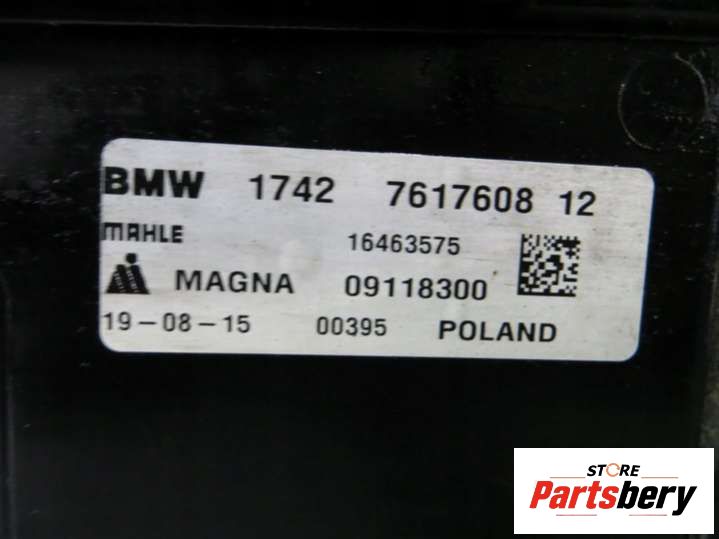 BMW 1742 7617608 12
MAHLE 16463575
MAGNA 09118300
19-08-15 00395 POLAND
STORE
Partsbery